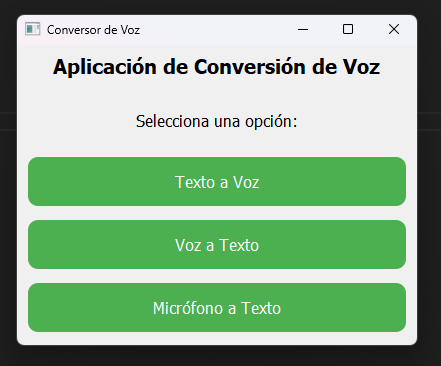 Conversor de Voz
Aplicación de Conversión de Voz
Selecciona una opción:
Texto a Voz
Voz a Texto
Micrófono a Texto